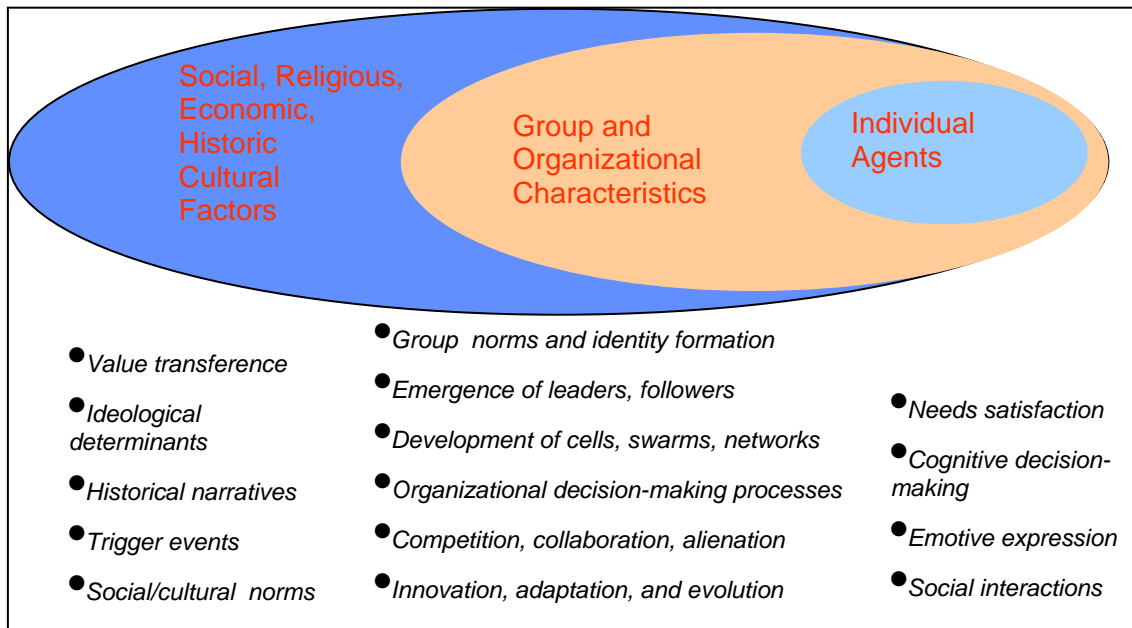 Social, Religious,
Economic,
Historic
Cultural
Factors
Group and
Organizational
Characteristics
Individual
Agents
●Value transference
●Ideological
determinants
●Historical narratives
●Trigger events
●Social/cultural norms
●Group norms and identity formation
●Emergence of leaders, followers
●Development of cells, swarms, networks
●Organizational decision-making processes
●Competition, collaboration, alienation
●Innovation, adaptation, and evolution
●Needs satisfaction
●Cognitive decision-
making
●Emotive expression
●Social interactions